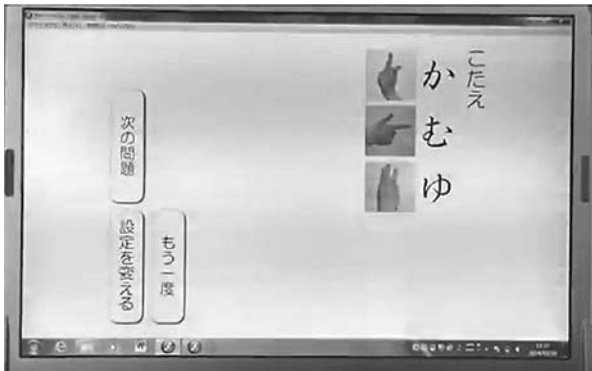 こたえ
か
む
ゆ
次の問題
もう一度
設定を変える